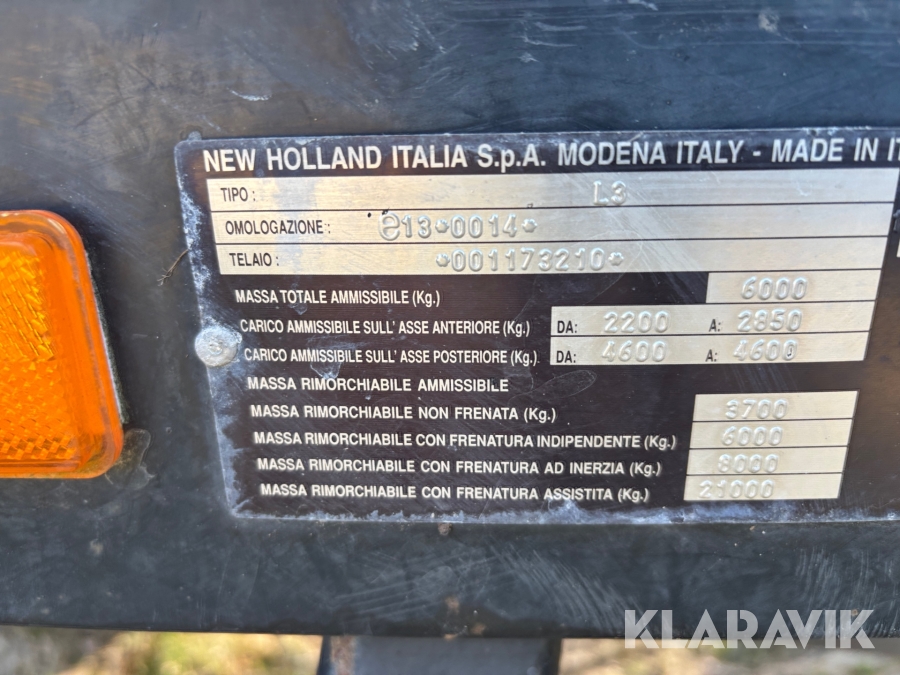 NEW HOLLAND ITALIA S.p.A. MODENA ITALY - MADE IN IT
TIPO : L3
OMOLOGAZIONE : e13*0014*
TELAIO : *001173210*
MASSA TOTALE AMMISSIBILE (Kg.) 6000
CARICO AMMISSIBILE SULL' ASSE ANTERIORE (Kg.) DA: 2200 A: 2850
CARICO AMMISSIBILE SULL' ASSE POSTERIORE (Kg.) DA: 4600 A: 4600
MASSA RIMORCHIABILE AMMISSIBILE
MASSA RIMORCHIABILE NON FRENATA (Kg.) 3700
MASSA RIMORCHIABILE CON FRENATURA INDIPENDENTE (Kg.) 6000
MASSA RIMORCHIABILE CON FRENATURA AD INERZIA (Kg.) 8000
MASSA RIMORCHIABILE CON FRENATURA ASSISTITA (Kg.) 21000
KLARAVIK